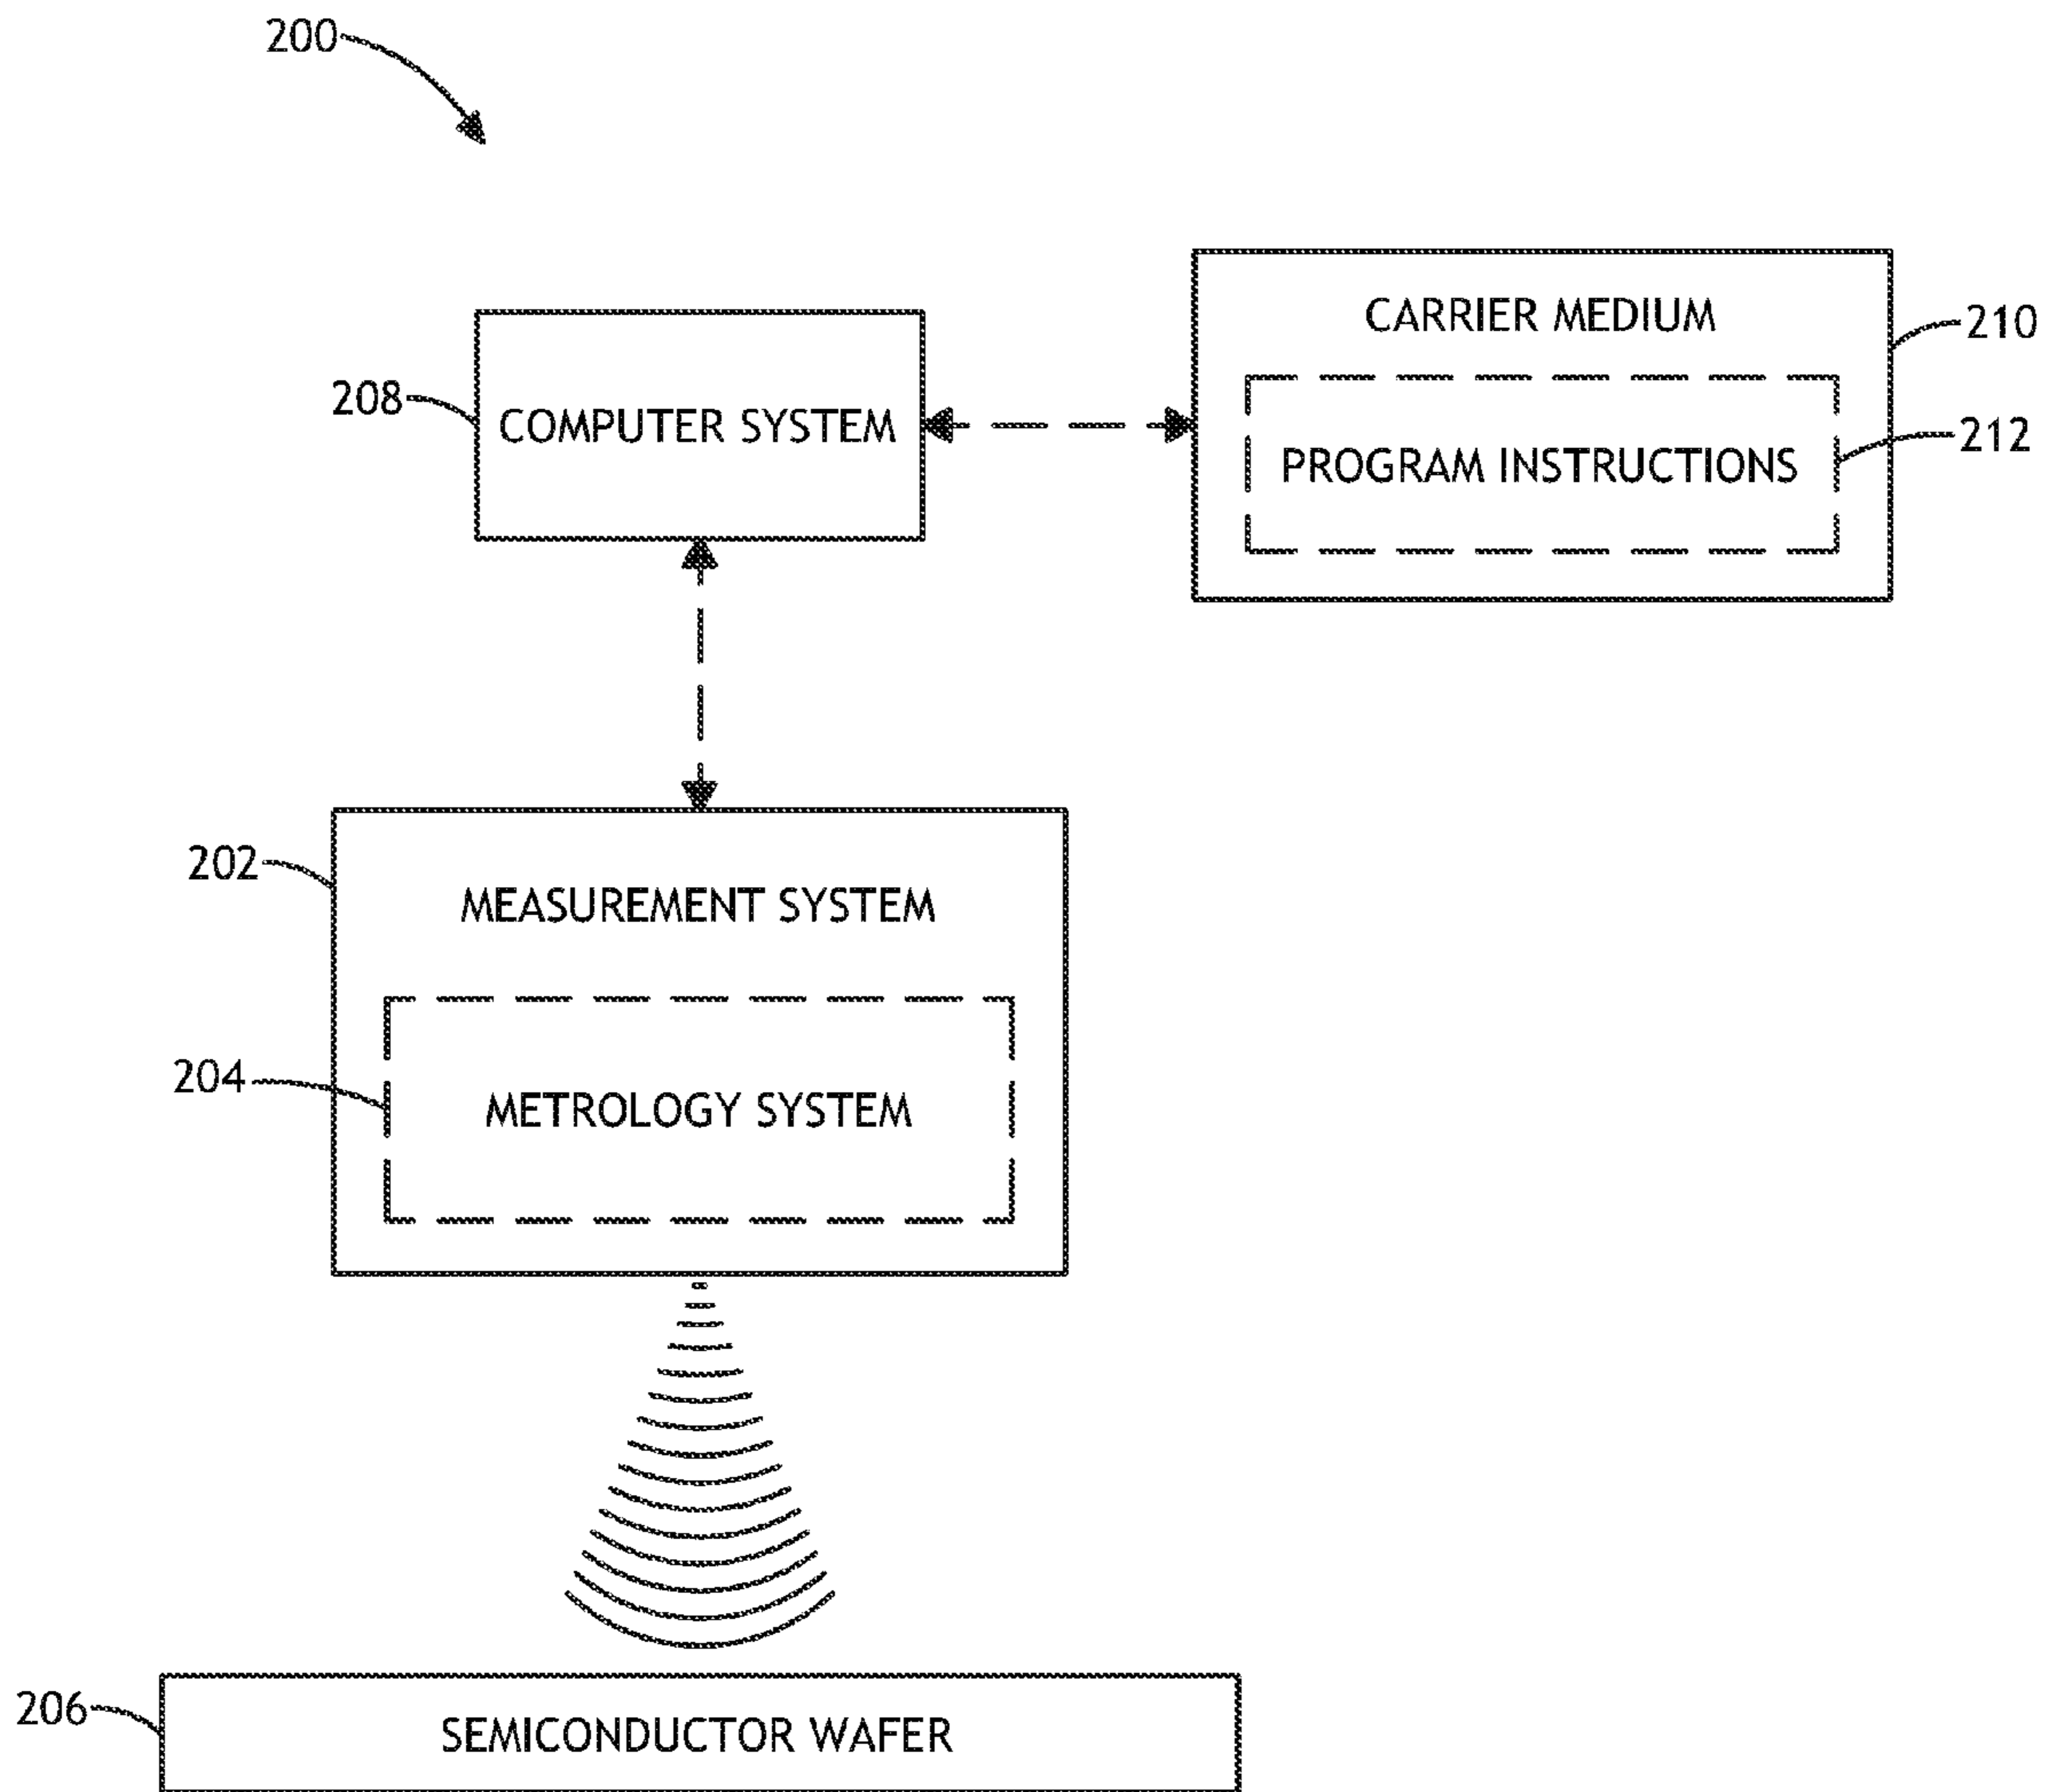 200
CARRIER MEDIUM
210
208
COMPUTER SYSTEM
212
PROGRAM INSTRUCTIONS
202
MEASUREMENT SYSTEM
204
METROLOGY SYSTEM
206
SEMICONDUCTOR WAFER